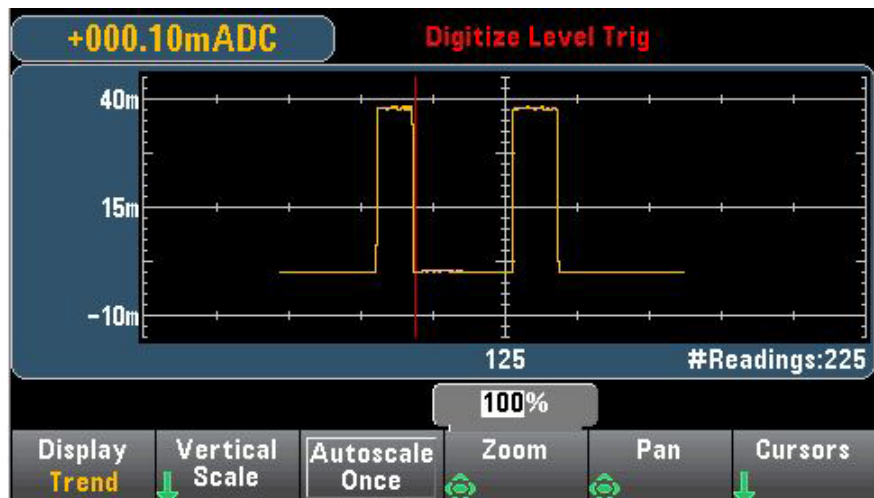 +000.10mADC
Digitize Level Trig
40m
15m
-10m
125
#Readings:225
100%
Display
Trend
Vertical
Scale
Autoscale
Once
Zoom
Pan
Cursors